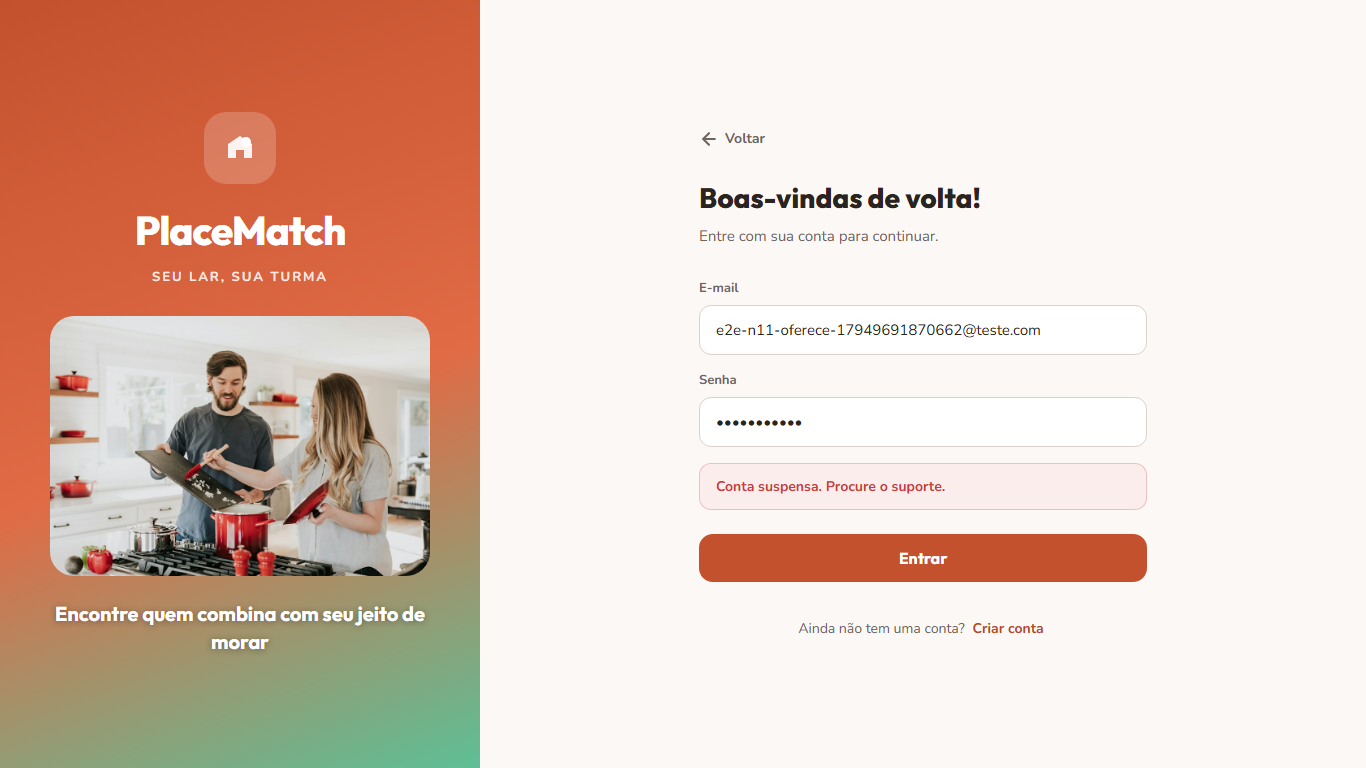 PlaceMatch
SEU LAR, SUA TURMA
Encontre quem combina com seu jeito de
morar
Voltar
Boas-vindas de volta!
Entre com sua conta para continuar.
E-mail
e2e-n11-oferece-17949691870662@teste.com
Senha
•••••••••••
Conta suspensa. Procure o suporte.
Entrar
Ainda não tem uma conta? Criar conta